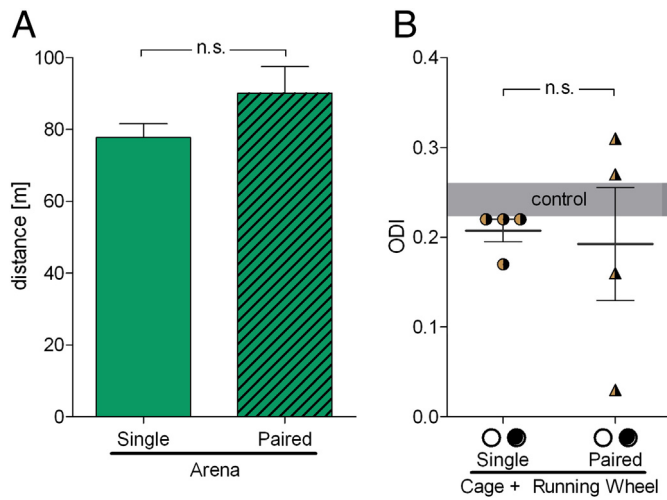 A
n.s.
100
80
60
40
20
0
distance [m]
Single Paired
Arena
B
n.s.
0.4
0.3
0.2
0.1
0.0
ODI
control
Single Paired
Cage + Running Wheel